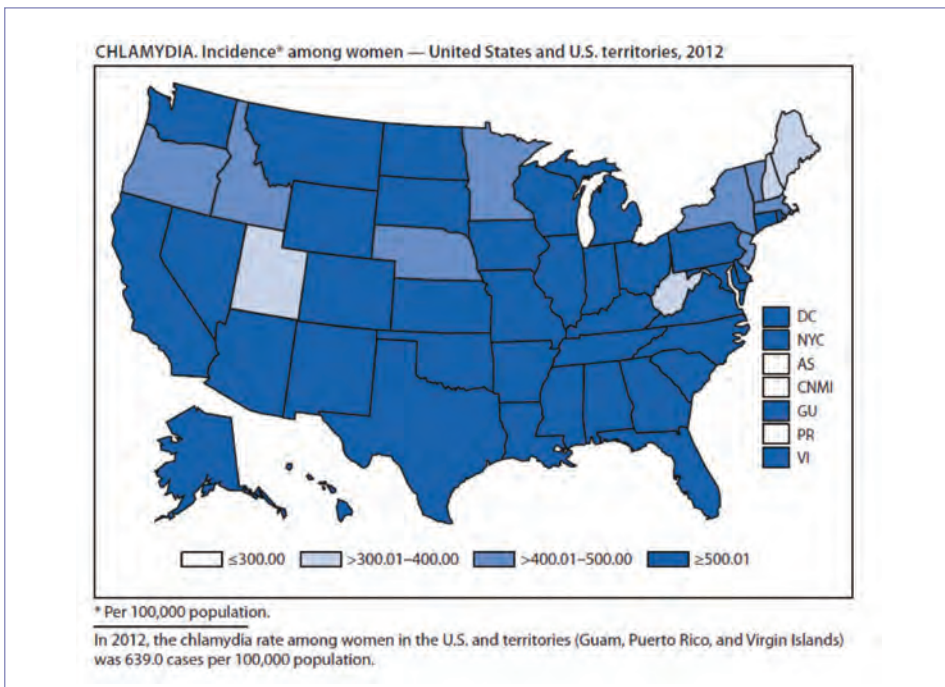 CHLAMYDIA. Incidence* among women — United States and U.S. territories, 2012
DC
NYC
AS
CNMI
GU
PR
VI
≤300.00 >300.01–400.00 >400.01–500.00 ≥500.01
* Per 100,000 population.
In 2012, the chlamydia rate among women in the U.S. and territories (Guam, Puerto Rico, and Virgin Islands)
was 639.0 cases per 100,000 population.